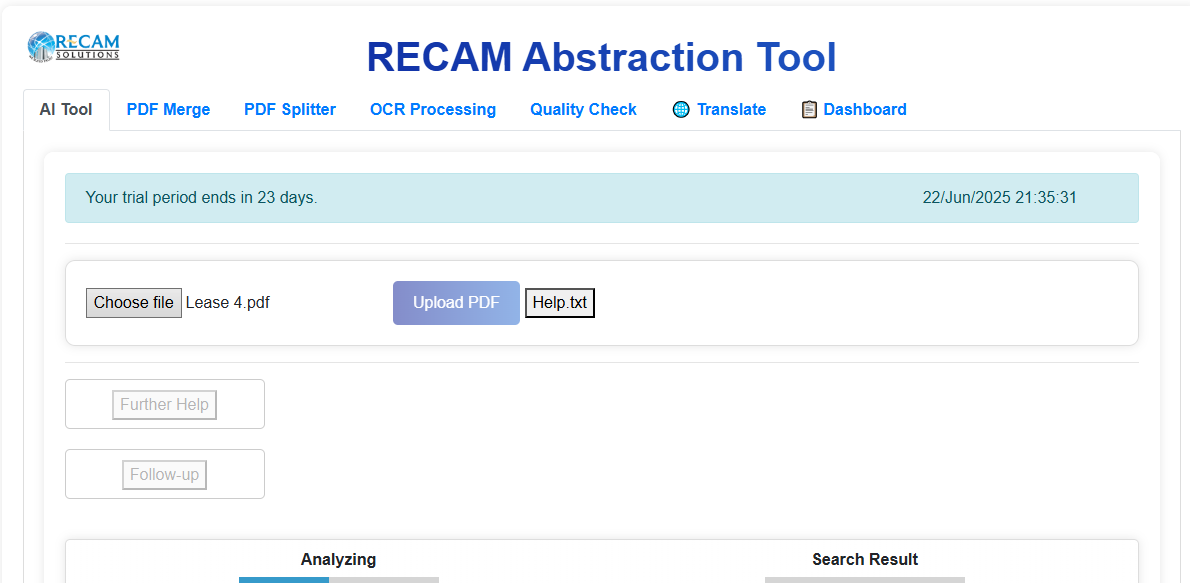 RECAM
SOLUTIONS
RECAM Abstraction Tool
AI Tool PDF Merge PDF Splitter OCR Processing Quality Check Translate Dashboard
Your trial period ends in 23 days. 22/Jun/2025 21:35:31
Choose file Lease 4.pdf Upload PDF Help.txt
Further Help
Follow-up
Analyzing Search Result